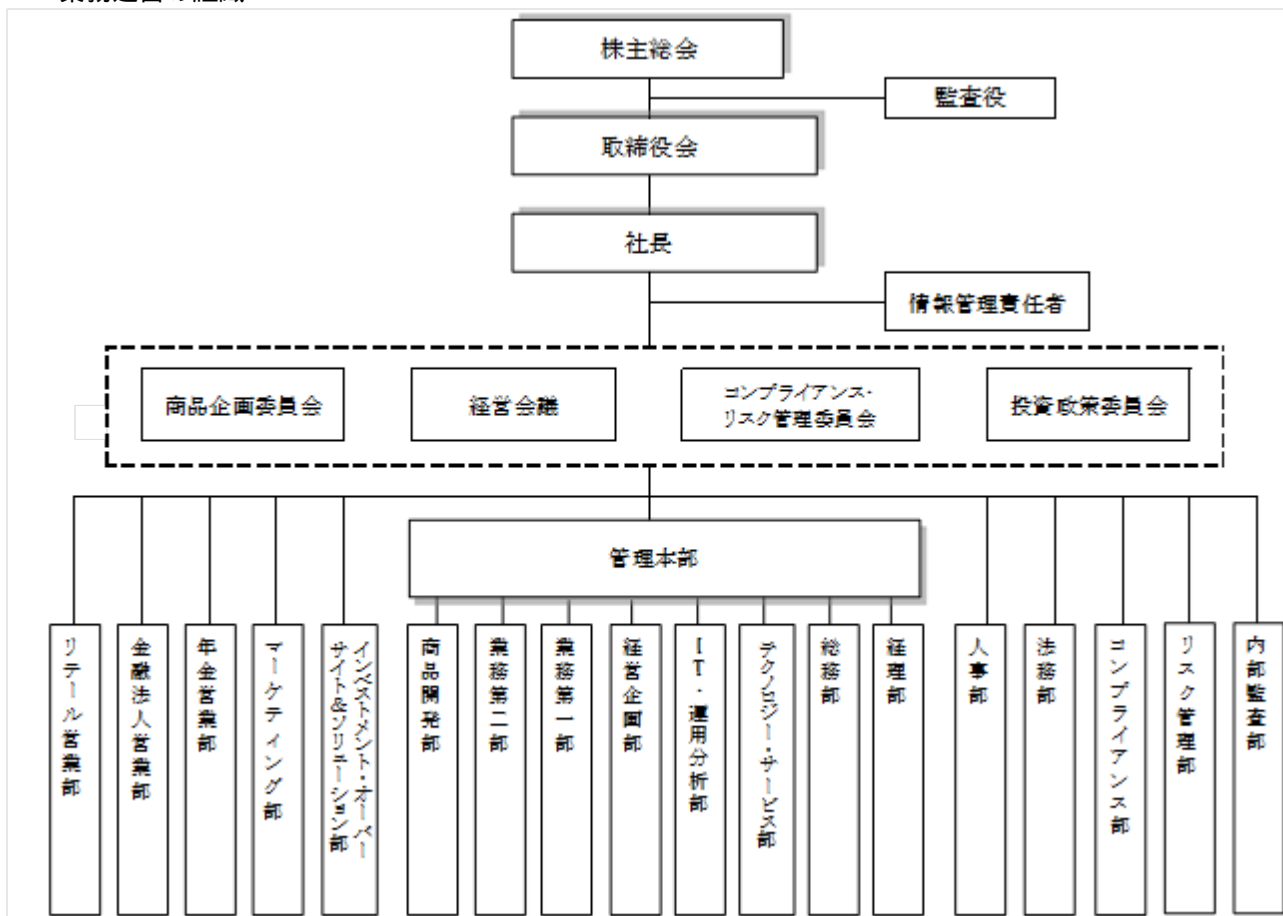 業務運営の組織
株主総会
監査役
取締役会
社長
情報管理責任者
商品企画委員会
経営会議
コンプライアンス・
リスク管理委員会
投資政策委員会
管理本部
リテール営業部
金融法人営業部
年金営業部
マーケティング部
インベストメント・オーバー
サイト&ソリューション部
商品開発部
業務第二部
業務第一部
経営企画部
IT・運用分析部
テクノロジー・サービス部
総務部
経理部
人事部
法務部
コンプライアンス部
リスク管理部
内部監査部